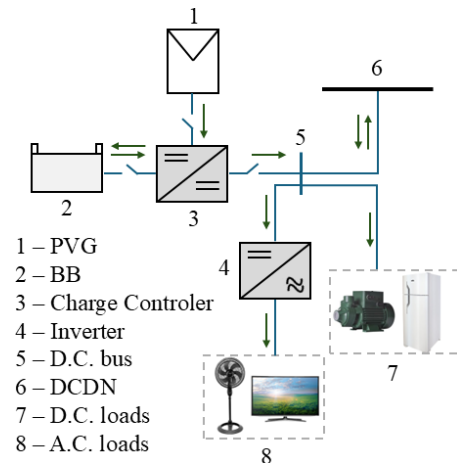 1
6
5
2
3
4
1 – PVG
2 – BB
3 – Charge Controler
4 – Inverter
5 – D.C. bus
6 – DCDN
7 – D.C. loads
8 – A.C. loads
7
8